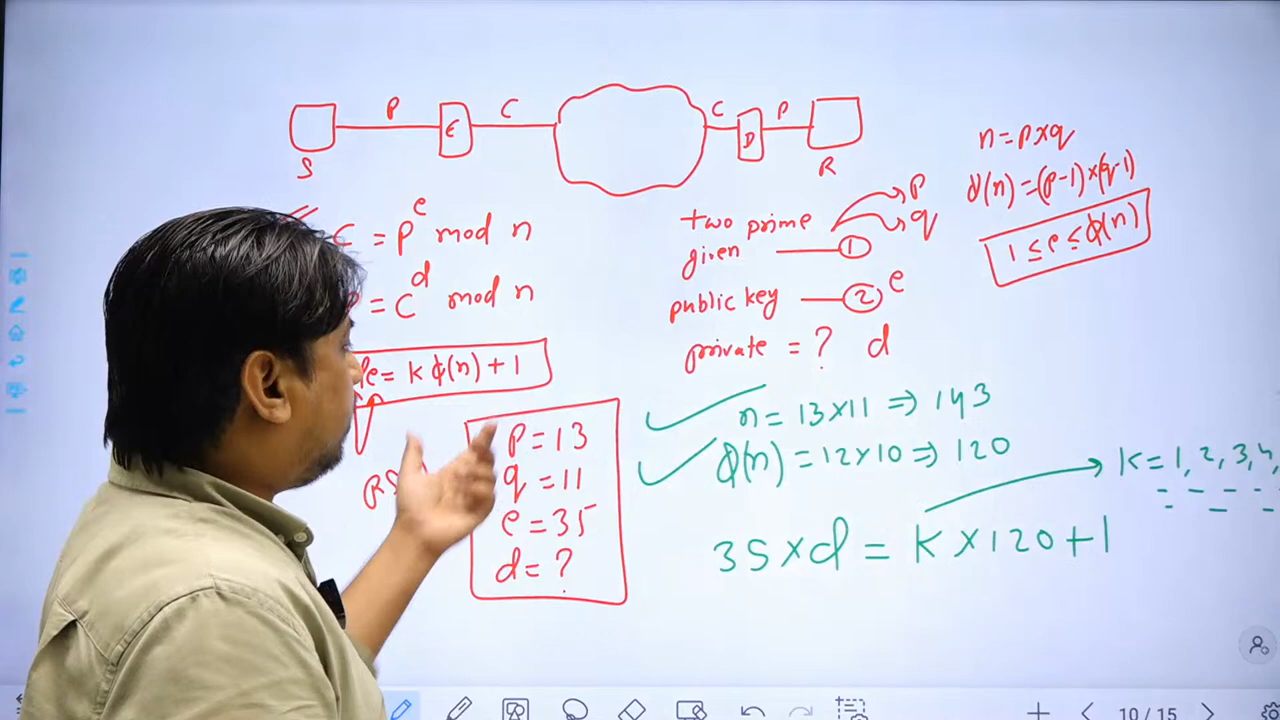 P C C P
E D
S R
C = P^e mod n
= C^d mod n
de = K ϕ(n) + 1
P = 13
q = 11
e = 35
d = ?
two prime P
given 1 q
public key 2 e
private = ? d
n = P×q
ϕ(n) = (P-1)×(q-1)
1 ≤ e ≤ ϕ(n)
n = 13×11 ⇒ 143
ϕ(n) = 12×10 ⇒ 120
K = 1, 2, 3, 4,
35×d = K×120+1
10 / 15